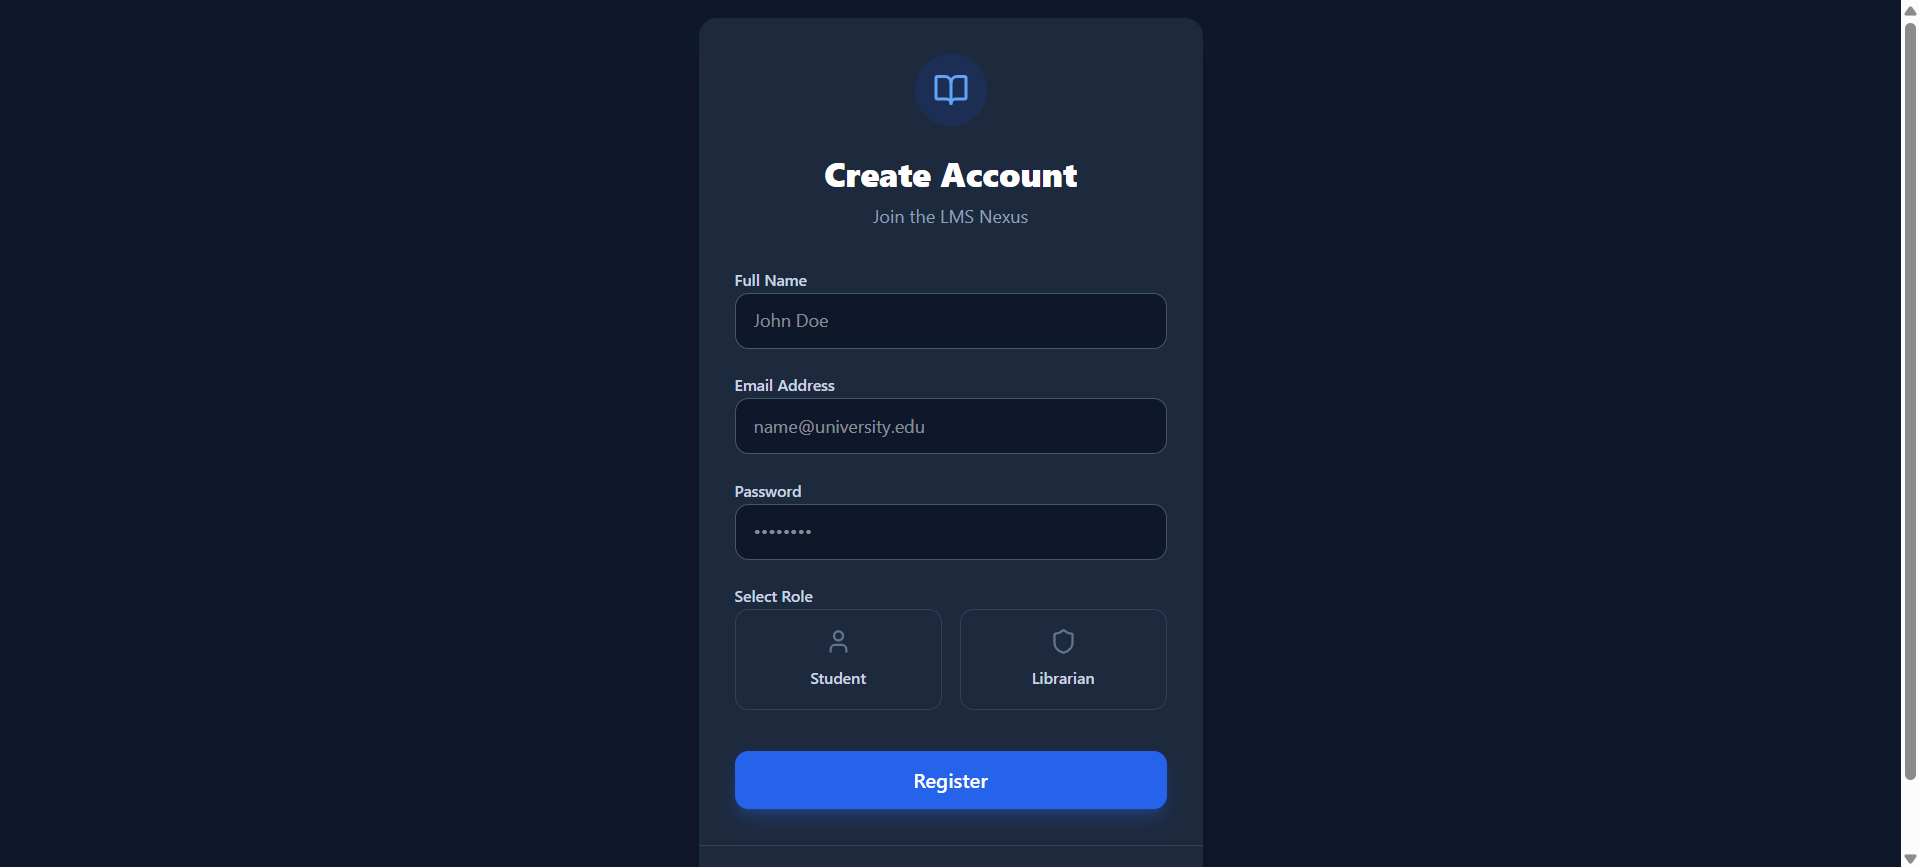 Create Account
Join the LMS Nexus
Full Name
John Doe
Email Address
name@university.edu
Password
••••••••
Select Role
Student
Librarian
Register